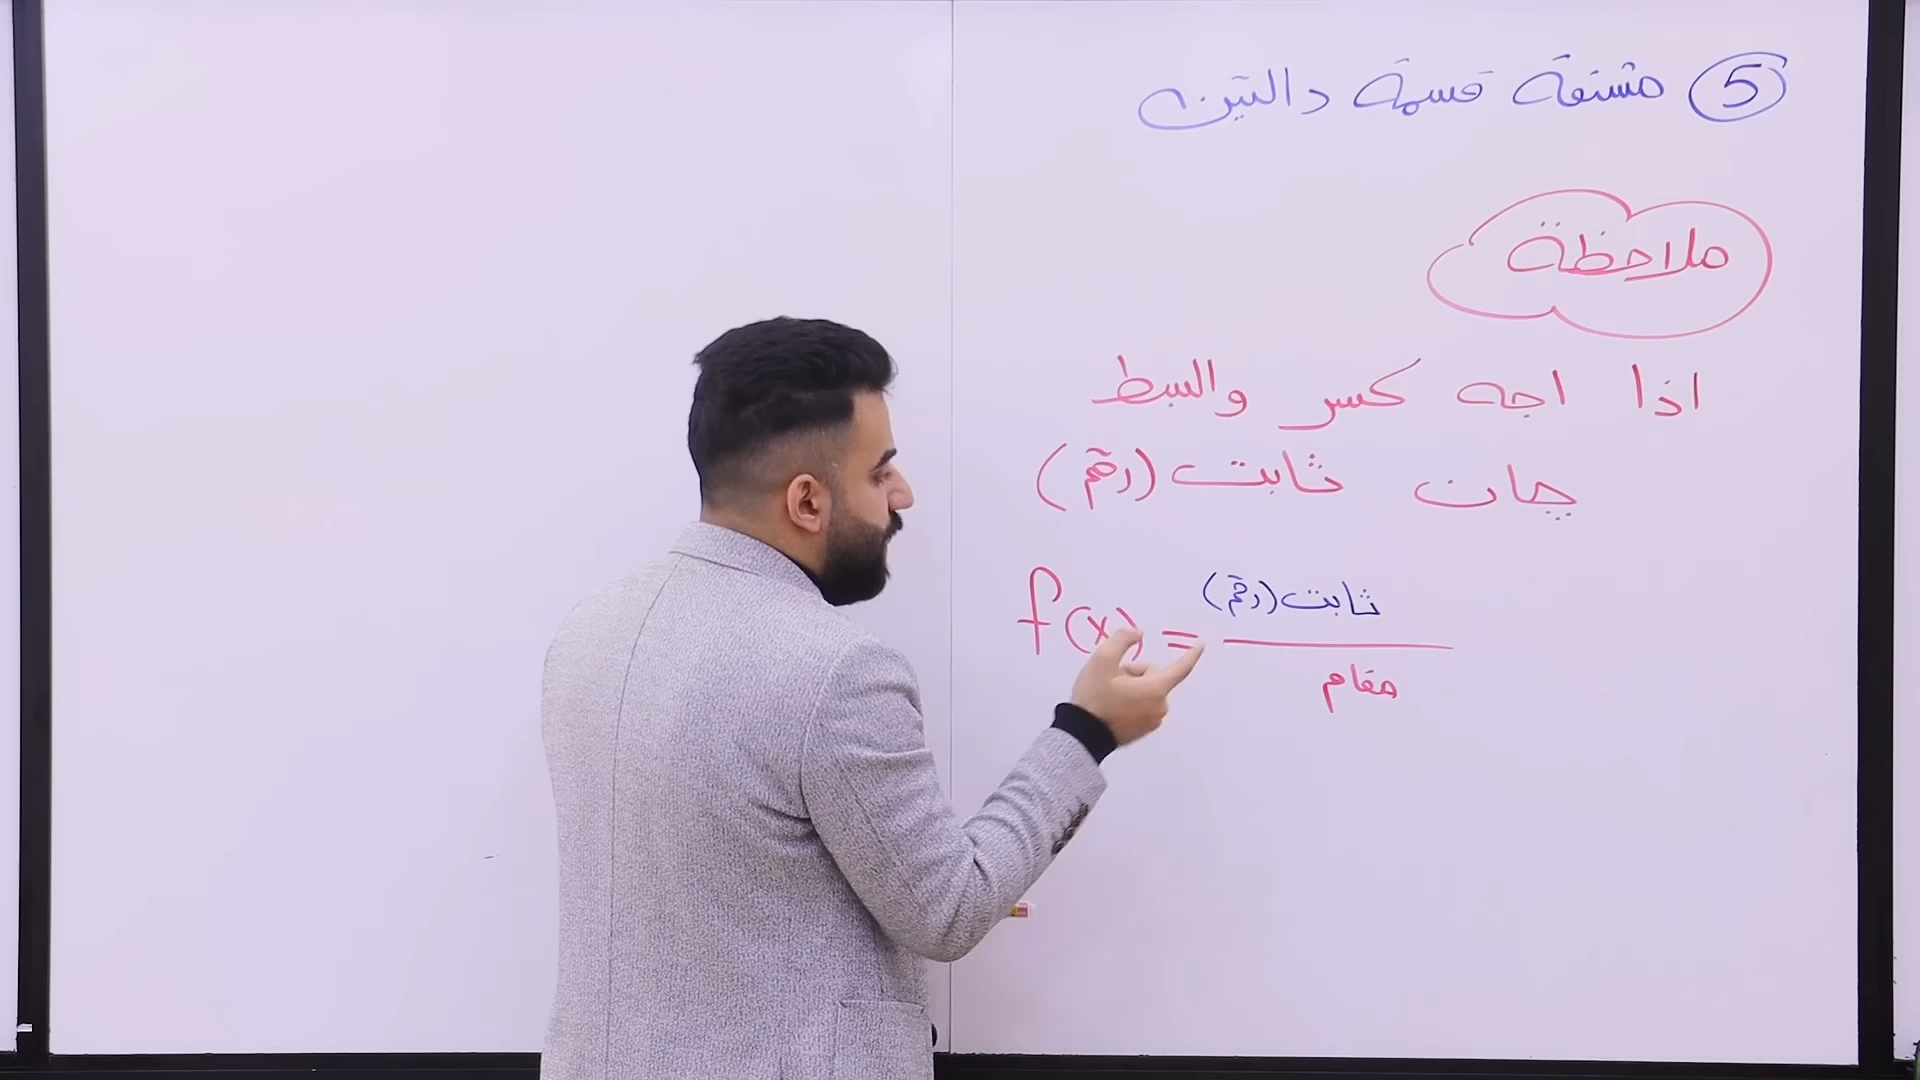 5 مشتقة قسمة دالتين
ملاحظة
اذا اجه كسر والبسط
چان ثابت (رقم)
f(x) = ثابت (رقم)
مقام